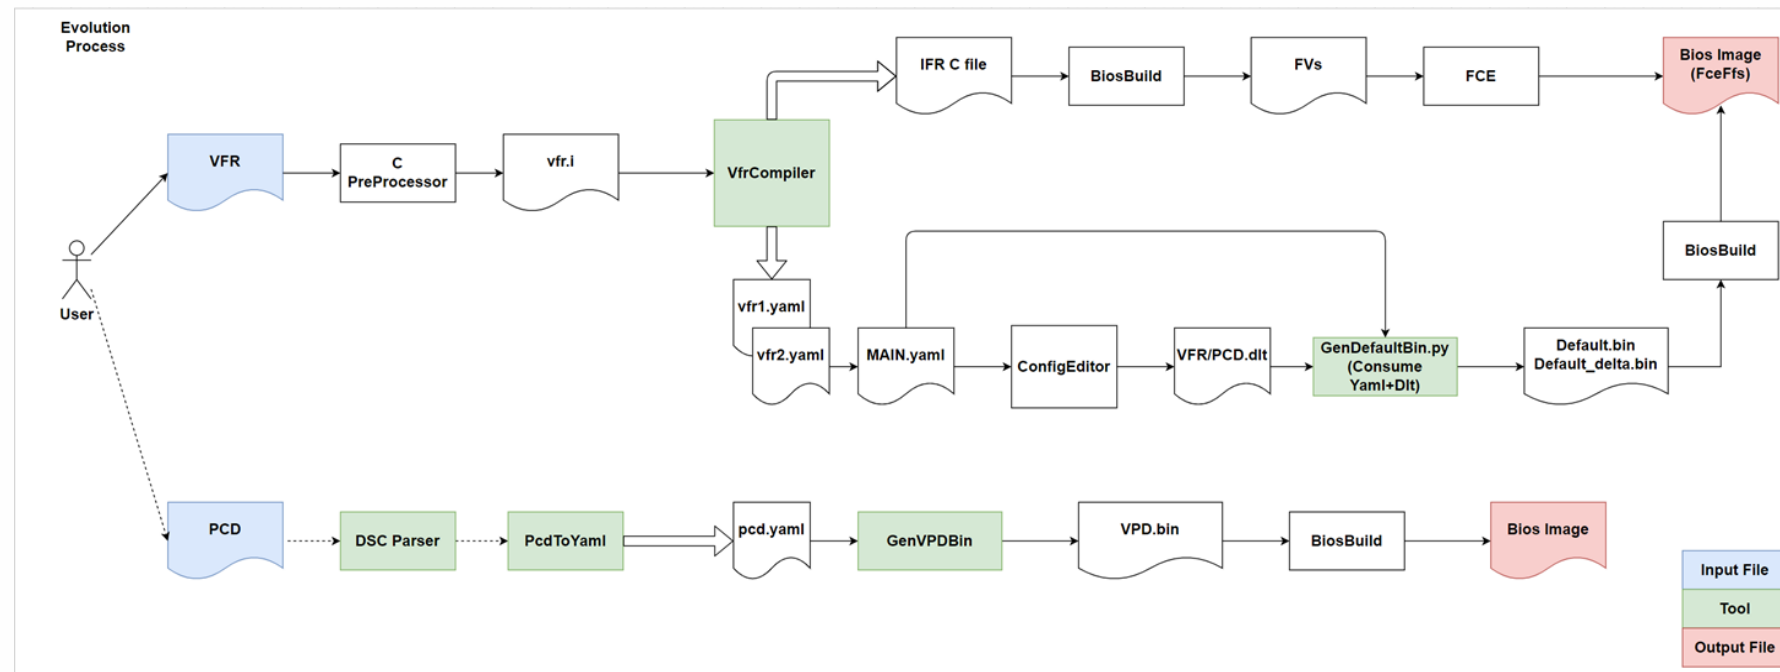 Evolution
Process
IFR C file
BiosBuild
FVs
FCE
Bios Image
(FceFfs)
VFR
C
PreProcessor
vfr.i
VfrCompiler
BiosBuild
User
vfr1.yaml
vfr2.yaml
MAIN.yaml
ConfigEditor
VFR/PCD.dlt
GenDefaultBin.py
(Consume
Yaml+Dlt)
Default.bin
Default_delta.bin
PCD
DSC Parser
PcdToYaml
pcd.yaml
GenVPDBin
VPD.bin
BiosBuild
Bios Image
Input File
Tool
Output File